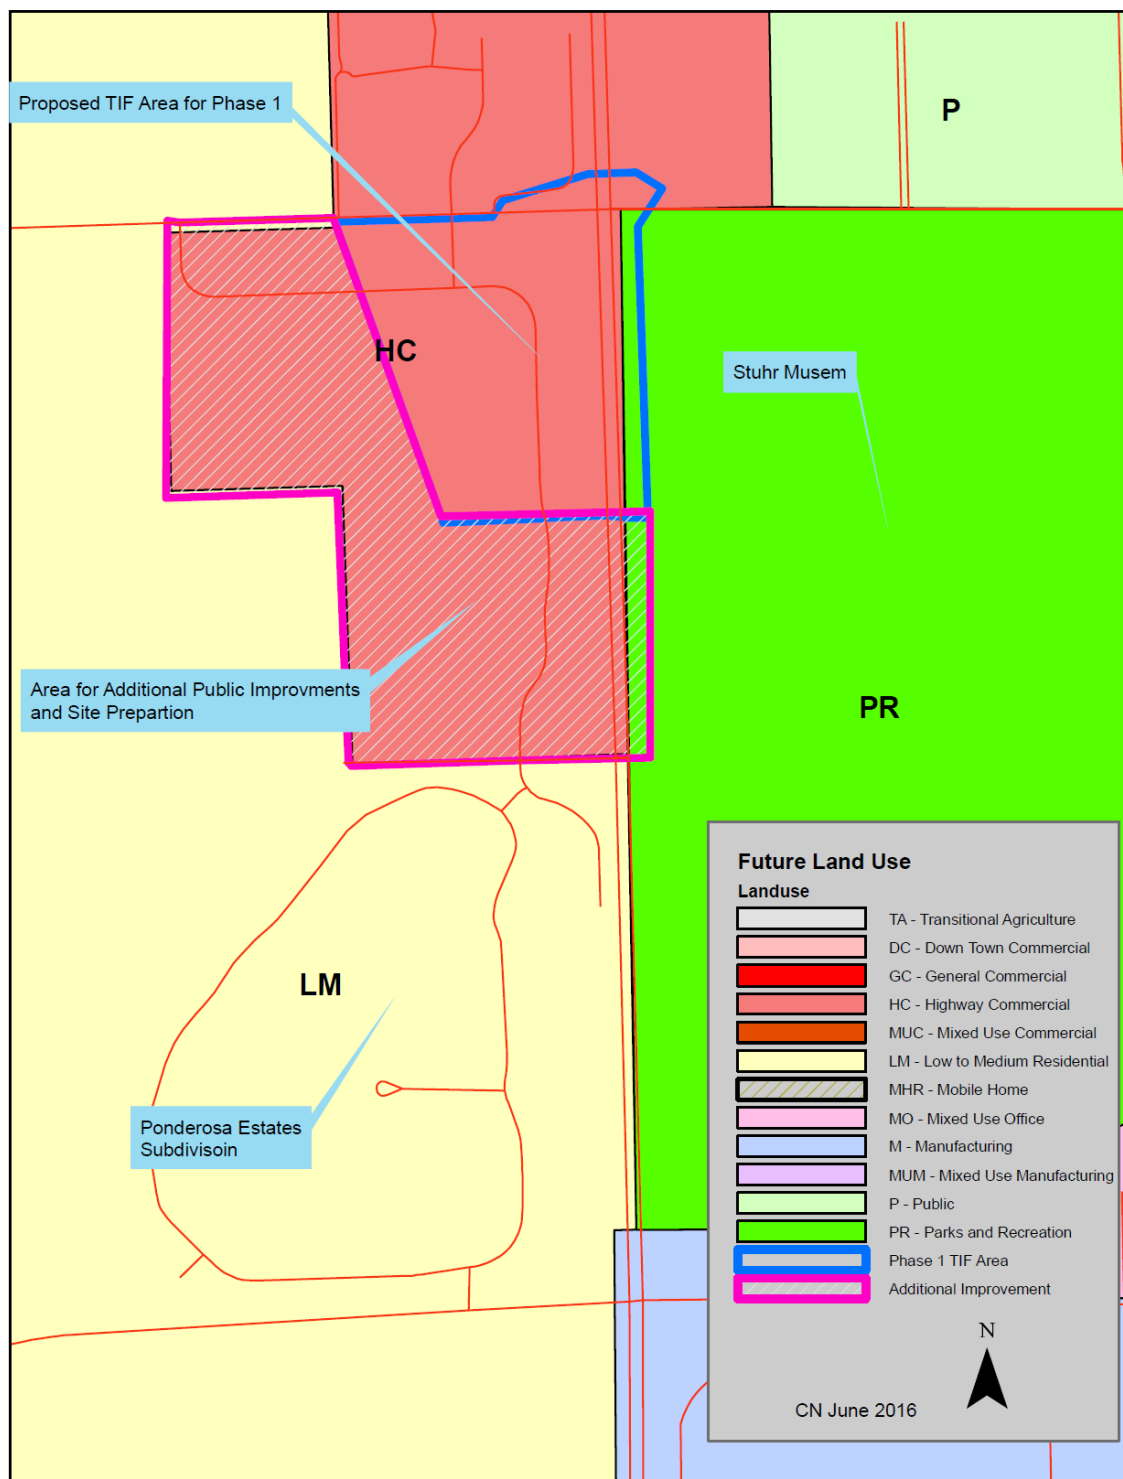 Proposed TIF Area for Phase 1
P
HC
Stuhr Musem
Area for Additional Public Improvments
and Site Prepartion
PR
LM
Ponderosa Estates
Subdivisoin
Future Land Use
Landuse
TA - Transitional Agriculture
DC - Down Town Commercial
GC - General Commercial
HC - Highway Commercial
MUC - Mixed Use Commercial
LM - Low to Medium Residential
MHR - Mobile Home
MO - Mixed Use Office
M - Manufacturing
MUM - Mixed Use Manufacturing
P - Public
PR - Parks and Recreation
Phase 1 TIF Area
Additional Improvement
N
CN June 2016